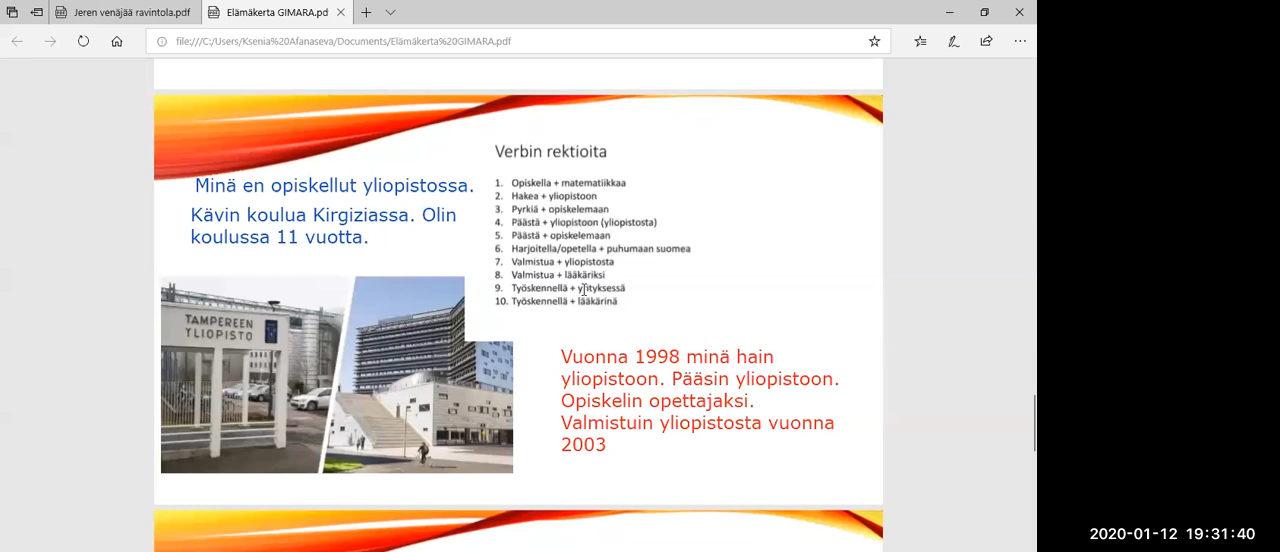 Jeren venäjää ravintola.pdf
Elämäkerta GIMARA.pd
file:///C:/Users/Ksenia%20Afanaseva/Documents/Elämäkerta%20GIMARA.pdf
Verbin rektioita
1. Opiskella + matematiikkaa
2. Hakea + yliopistoon
3. Pyrkiä + opiskelemaan
4. Päästä + yliopistoon (yliopistosta)
5. Päästä + opiskelemaan
6. Harjoitella/opetella + puhumaan suomea
7. Valmistua + yliopistosta
8. Valmistua + lääkäriksi
9. Työskennellä + yrityksessä
10. Työskennellä + lääkärinä
Minä en opiskellut yliopistossa.
Kävin koulua Kirgiziassa. Olin
koulussa 11 vuotta.
TAMPEREEN
YLIOPISTO
Vuonna 1998 minä hain
yliopistoon. Pääsin yliopistoon.
Opiskelin opettajaksi.
Valmistuin yliopistosta vuonna
2003
2020-01-12 19:31:40